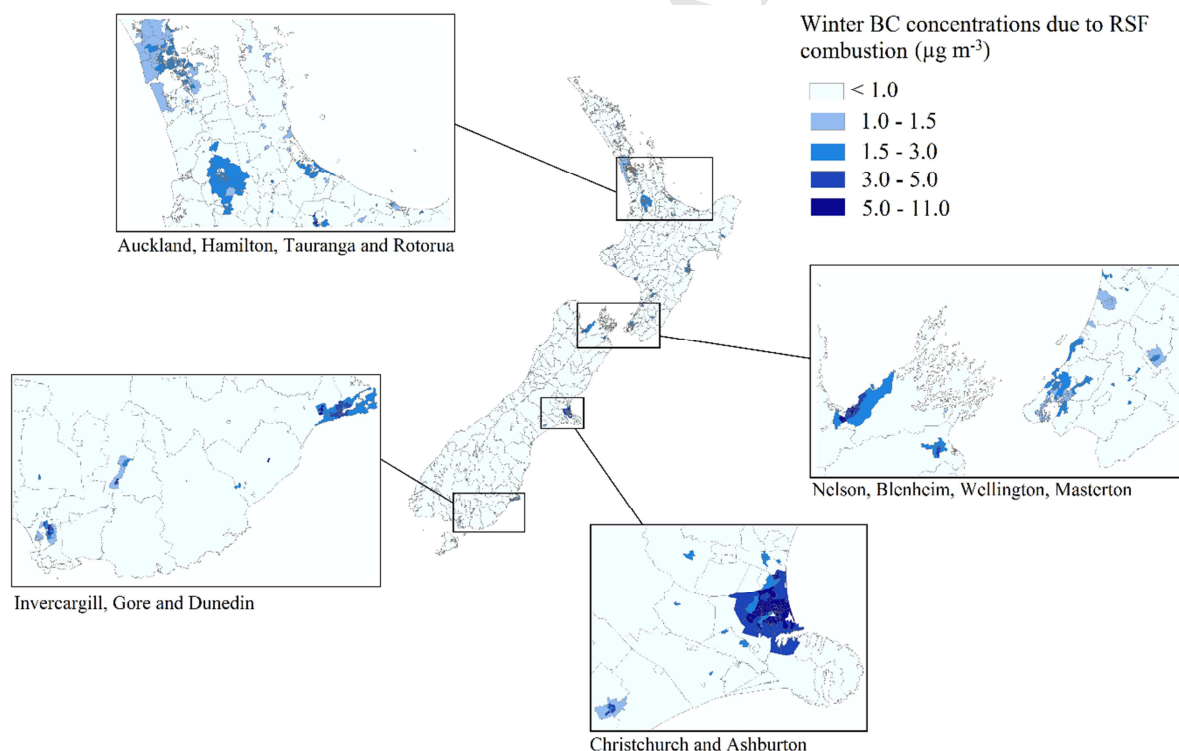 Winter BC concentrations due to RSF
combustion (µg m⁻³)
< 1.0
1.0 - 1.5
1.5 - 3.0
3.0 - 5.0
5.0 - 11.0
Auckland, Hamilton, Tauranga and Rotorua
Nelson, Blenheim, Wellington, Masterton
Invercargill, Gore and Dunedin
Christchurch and Ashburton